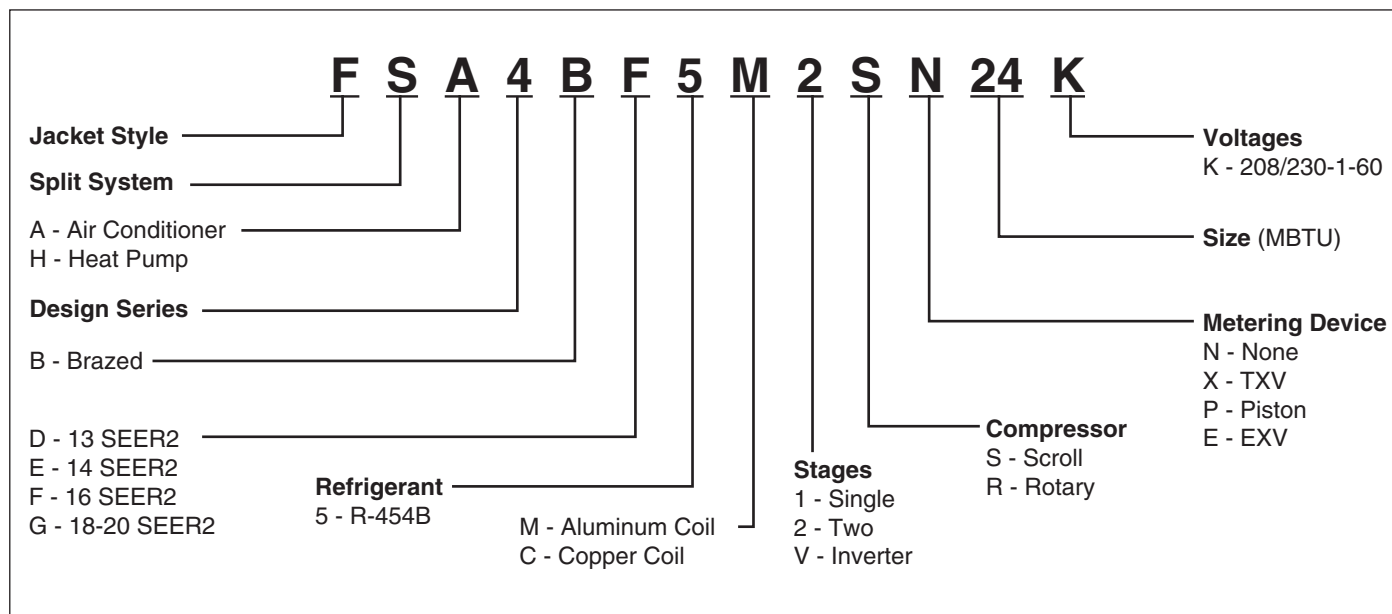 F S A 4 B F 5 M 2 S N 24 K
Jacket Style
Split System
A - Air Conditioner
H - Heat Pump
Design Series
B - Brazed
D - 13 SEER2
E - 14 SEER2
F - 16 SEER2
G - 18-20 SEER2
Refrigerant
5 - R-454B
M - Aluminum Coil
C - Copper Coil
Stages
1 - Single
2 - Two
V - Inverter
Compressor
S - Scroll
R - Rotary
Metering Device
N - None
X - TXV
P - Piston
E - EXV
Size (MBTU)
Voltages
K - 208/230-1-60